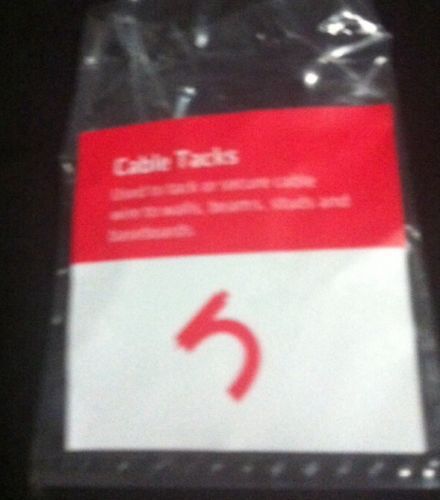 Cable Tacks
Used to tack or secure cable
wire to walls, beams, studs and
baseboards